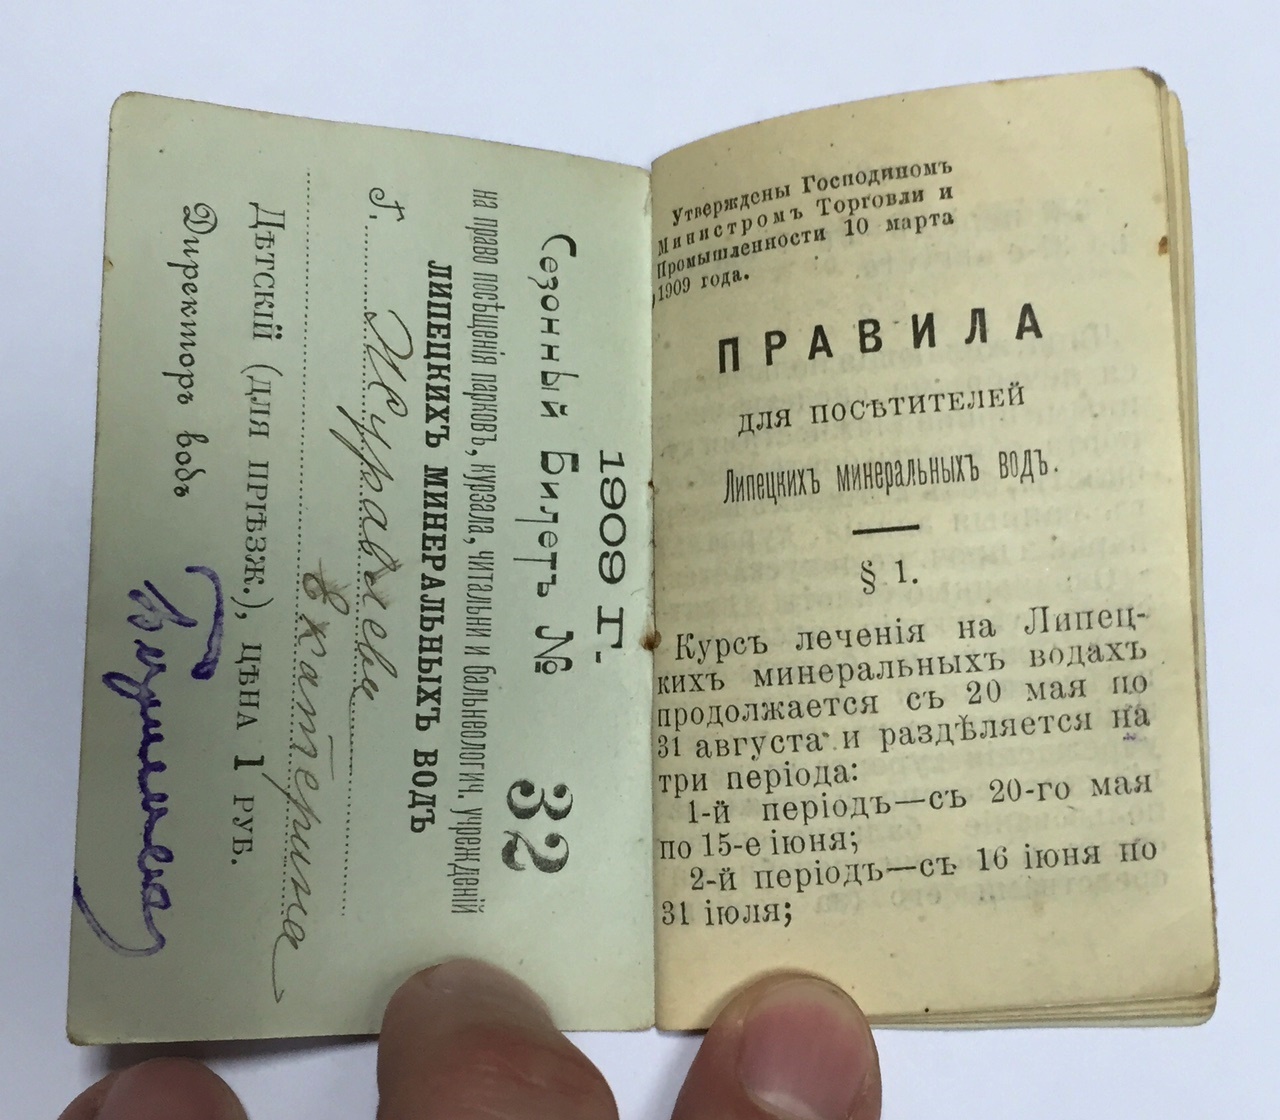 1909 Г.
Сезонный Билетъ № 32
на право посѣщенія парковъ, курзала, читальни и бальнеологич. учрежденій
ЛИПЕЦКИХЪ МИНЕРАЛЬНЫХЪ ВОДЪ
Г. Журавлева
Екатерина
ДѢТСКІЙ (ДЛЯ ПРІѢЗЖ.), ЦѢНА 1 РУБ.
Директоръ водъ
Утверждены Господиномъ
Министромъ Торговли и
Промышленности 10 марта
1909 года.
ПРАВИЛА
ДЛЯ ПОСѢТИТЕЛЕЙ
Липецкихъ минеральныхъ водъ.
§ 1.
Курсъ леченія на Липец-
кихъ минеральныхъ водахъ
продолжается съ 20 мая по
31 августа и раздѣляется на
три періода:
1-й періодъ—съ 20-го мая
по 15-е іюня;
2-й періодъ—съ 16 іюня по
31 іюля;